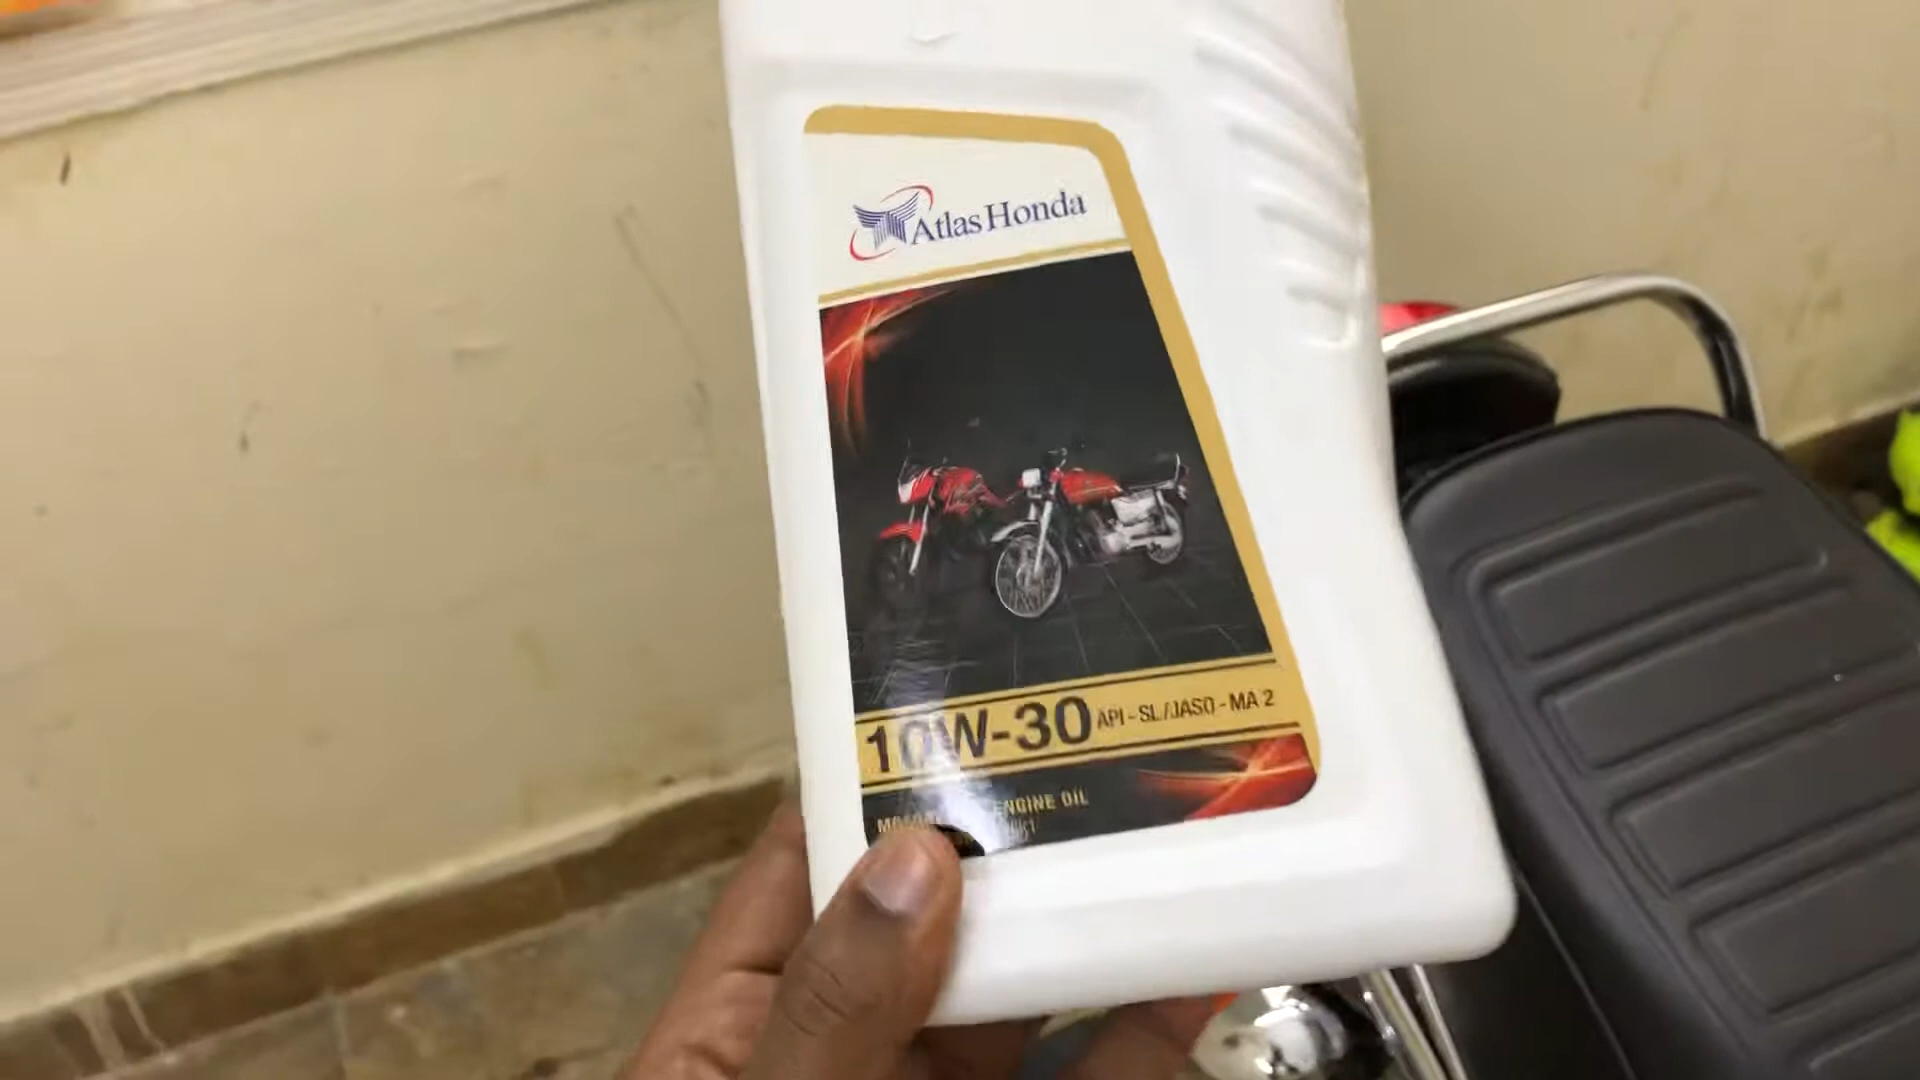 Atlas Honda
10W-30 API - SL/JASO - MA 2
ENGINE OIL